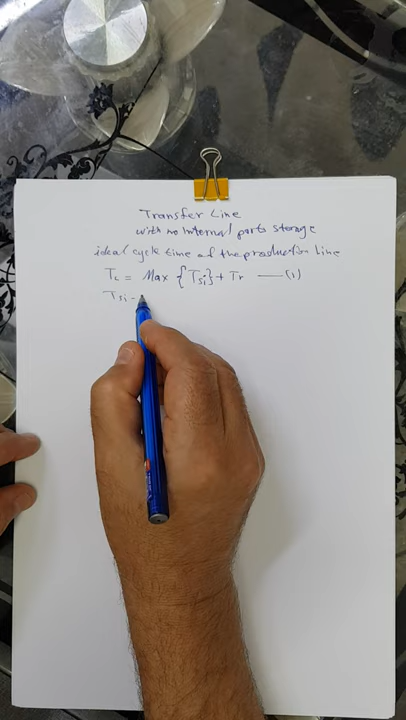 Transfer Line
with no internal parts storage
ideal cycle time of the production line
Tc = Max {Tsi} + Tr —(1)
Tsi -